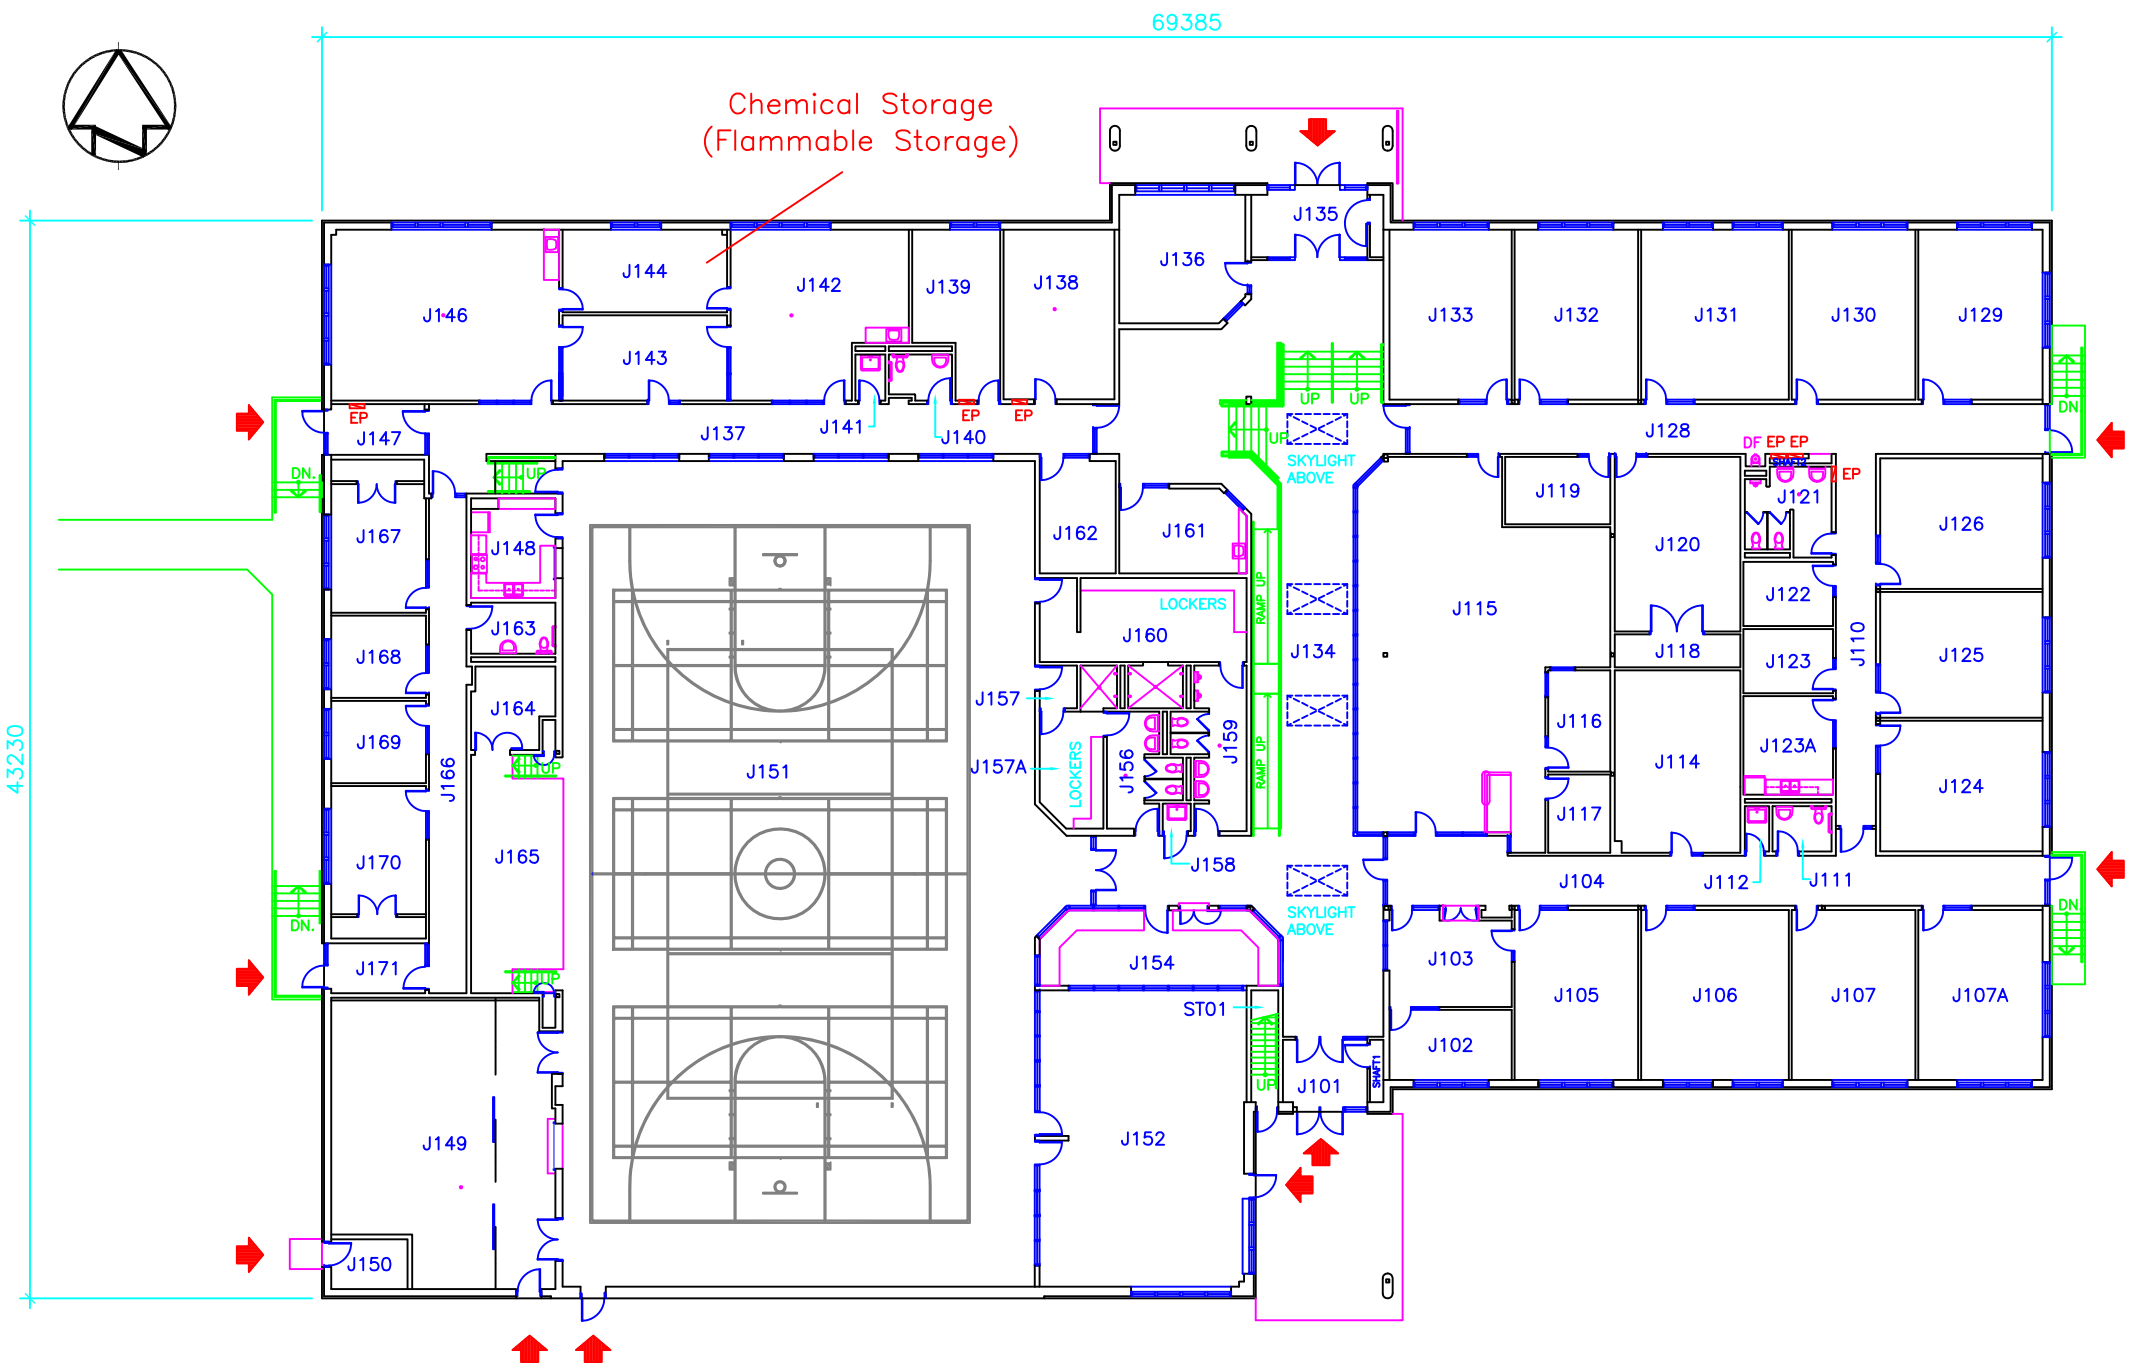 69385
Chemical Storage
(Flammable Storage)
J135
J136
J144
J142
J139
J138
J146
J143
J133
J132
J131
J130
J129
UP
UP
DN.
EP
EP
EP
J147
J137
J141
J140
UP
J128
DF
EP
EP
SHAFT2
EP
SKYLIGHT
ABOVE
DN.
UP
J119
J121
J167
J148
J162
J161
J120
J126
RAMP UP
LOCKERS
J115
J122
J163
J160
J134
J118
J123
J110
J125
J168
J157
J164
J116
J169
J159
J123A
43230
UP
J151
J157A
LOCKERS
J156
RAMP UP
J166
J114
J124
J117
J170
J165
J158
J104
J112
J111
DN.
SKYLIGHT
ABOVE
DN.
J171
UP
J154
J103
J105
J106
J107
J107A
ST01
J102
UP
J101
SHAFT1
J149
J152
J150